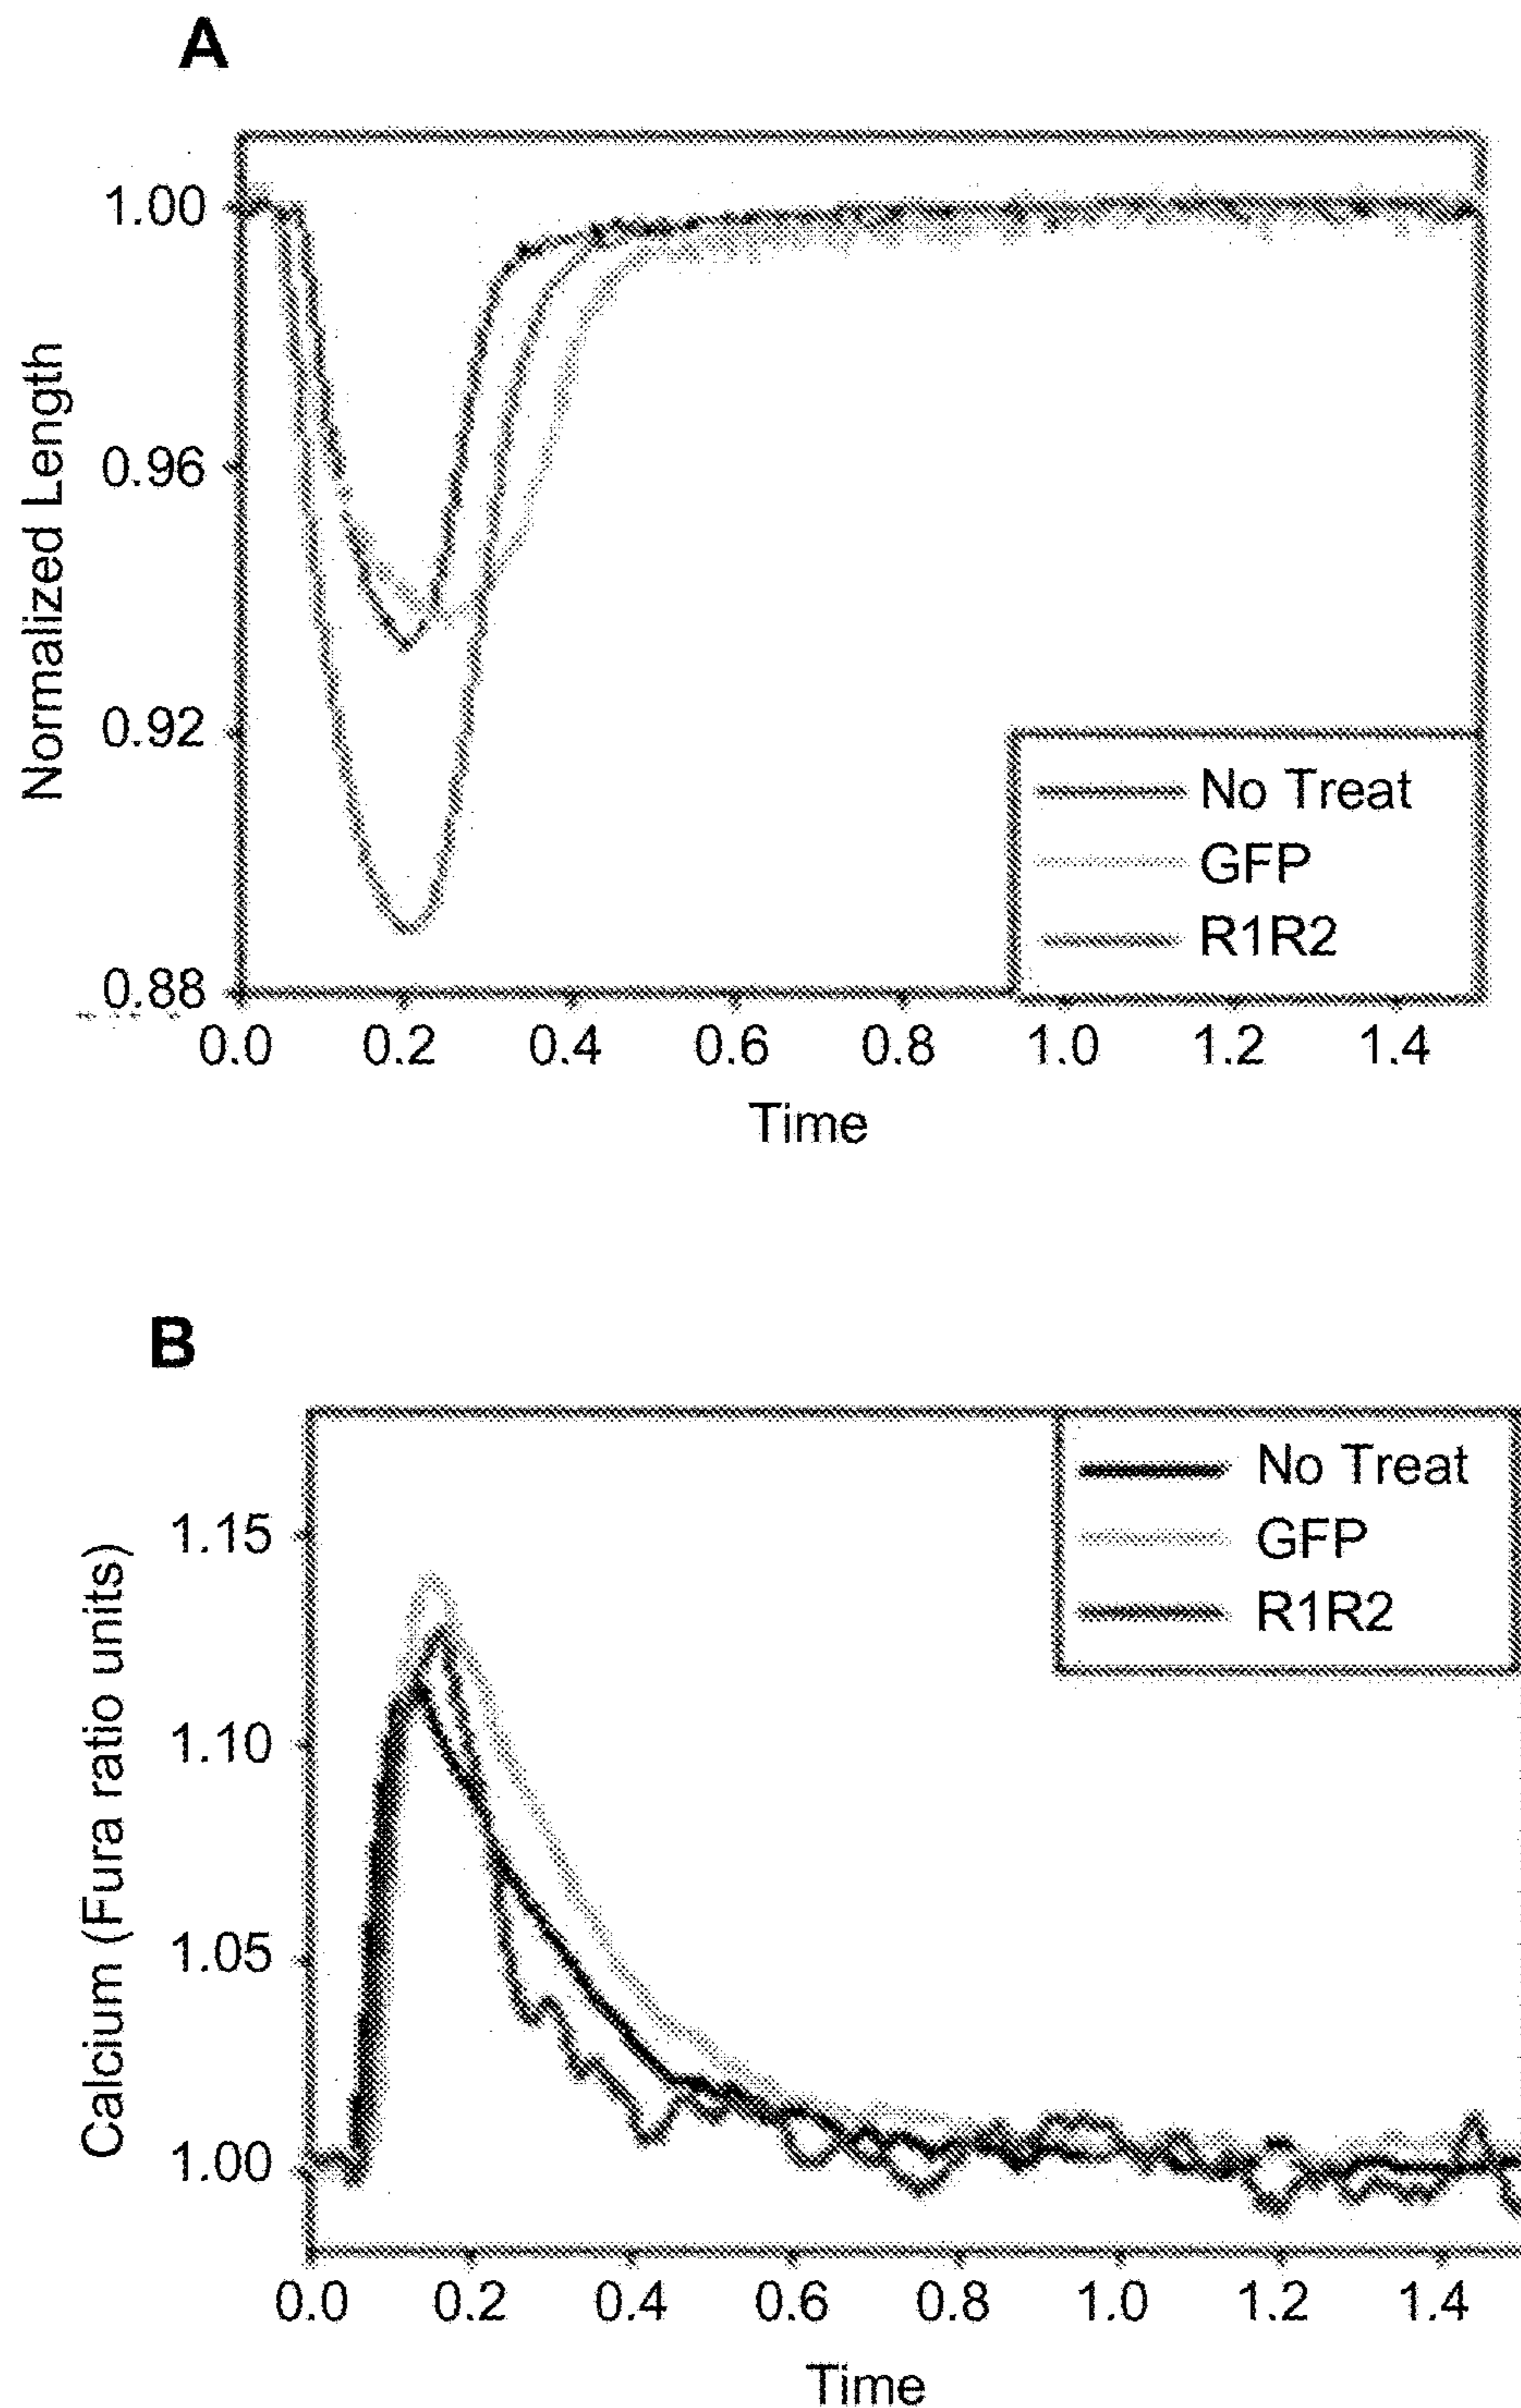 A
1.00
0.96
0.92
0.88
Normalized Length
No Treat
GFP
R1R2
0.0 0.2 0.4 0.6 0.8 1.0 1.2 1.4
Time
B
1.15
1.10
1.05
1.00
Calcium (Fura ratio units)
No Treat
GFP
R1R2
0.0 0.2 0.4 0.6 0.8 1.0 1.2 1.4
Time